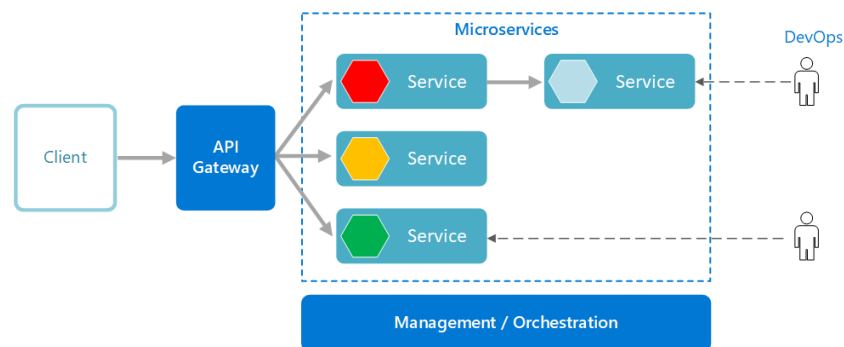 Microservices
DevOps
Service
Service
Client
API
Gateway
Service
Service
Management / Orchestration